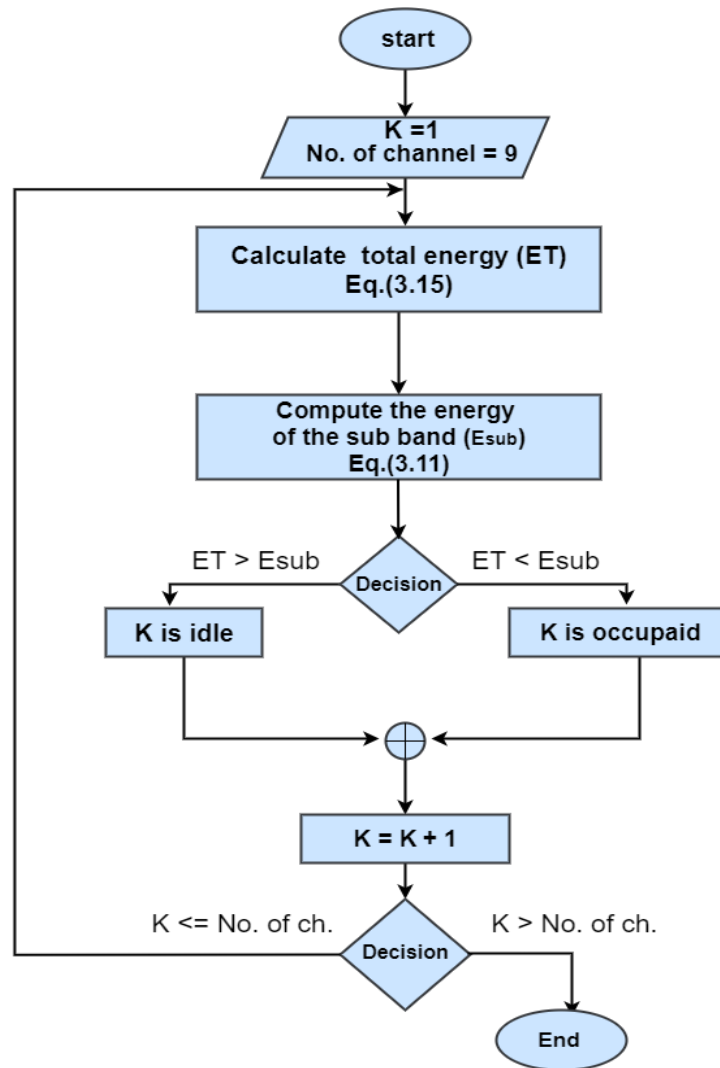 start
K =1
No. of channel = 9
Calculate total energy (ET)
Eq.(3.15)
Compute the energy
of the sub band (Esub)
Eq.(3.11)
ET > Esub
Decision
ET < Esub
K is idle
K is occupaid
K = K + 1
K <= No. of ch.
Decision
K > No. of ch.
End